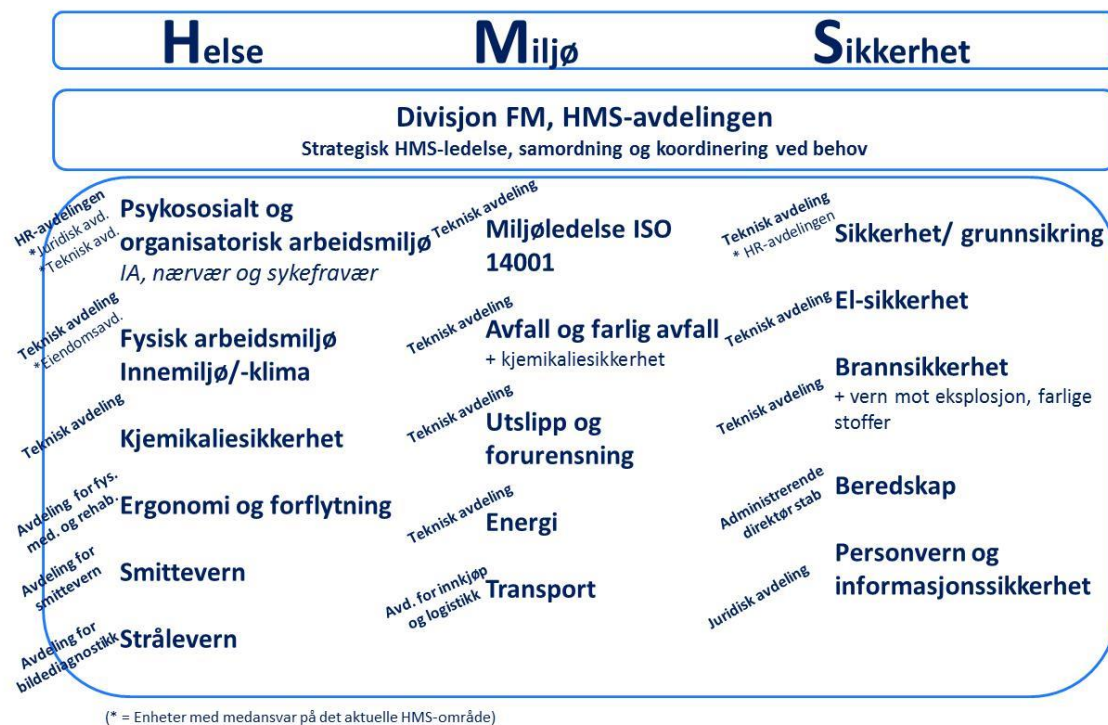 Helse
Miljø
Sikkerhet
Divisjon FM, HMS-avdelingen
Strategisk HMS-ledelse, samordning og koordinering ved behov
HR-avdelingen
*Juridisk avd.
*Teknisk avd.
Psykososialt og
organisatorisk arbeidsmiljø
IA, nærvær og sykefravær
Teknisk avdeling
*Eiendomsavd.
Fysisk arbeidsmiljø
Innemiljø/-klima
Teknisk avdeling
Kjemikaliesikkerhet
Avdeling for fys.
med. og rehab.
Ergonomi og forflytning
Avdeling for
smittevern
Smittevern
Avdeling for
bildediagnostikk
Strålevern
Teknisk avdeling
Miljøledelse ISO
14001
Teknisk avdeling
Avfall og farlig avfall
+ kjemikaliesikkerhet
Teknisk avdeling
Utslipp og
forurensning
Teknisk avdeling
Energi
Avd. for innkjøp
og logistikk
Transport
Teknisk avdeling
* HR-avdelingen
Sikkerhet/ grunnsikring
Teknisk avdeling
El-sikkerhet
Teknisk avdeling
Brannsikkerhet
+ vern mot eksplosjon, farlige
stoffer
Administrerende
direktør stab
Beredskap
Juridisk avdeling
Personvern og
informasjonssikkerhet
(* = Enheter med medansvar på det aktuelle HMS-område)